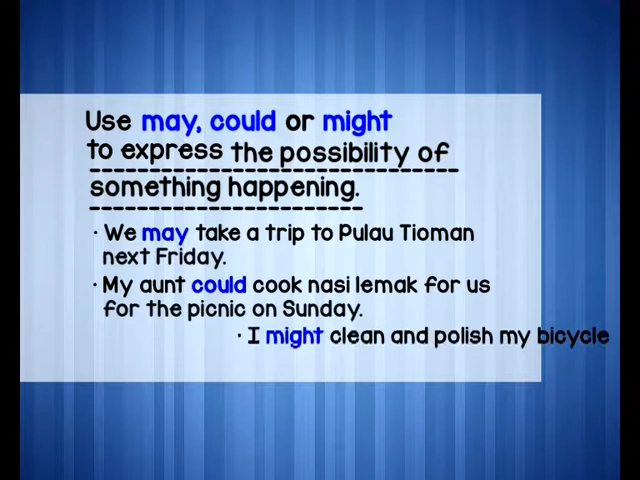 Use may, could or might
to express the possibility of
something happening.
· We may take a trip to Pulau Tioman
next Friday.
· My aunt could cook nasi lemak for us
for the picnic on Sunday.
· I might clean and polish my bicycle